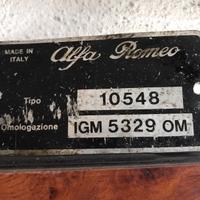 MADE IN
ITALY
Alfa Romeo
Tipo 10548
Omologazione IGM 5329 OM